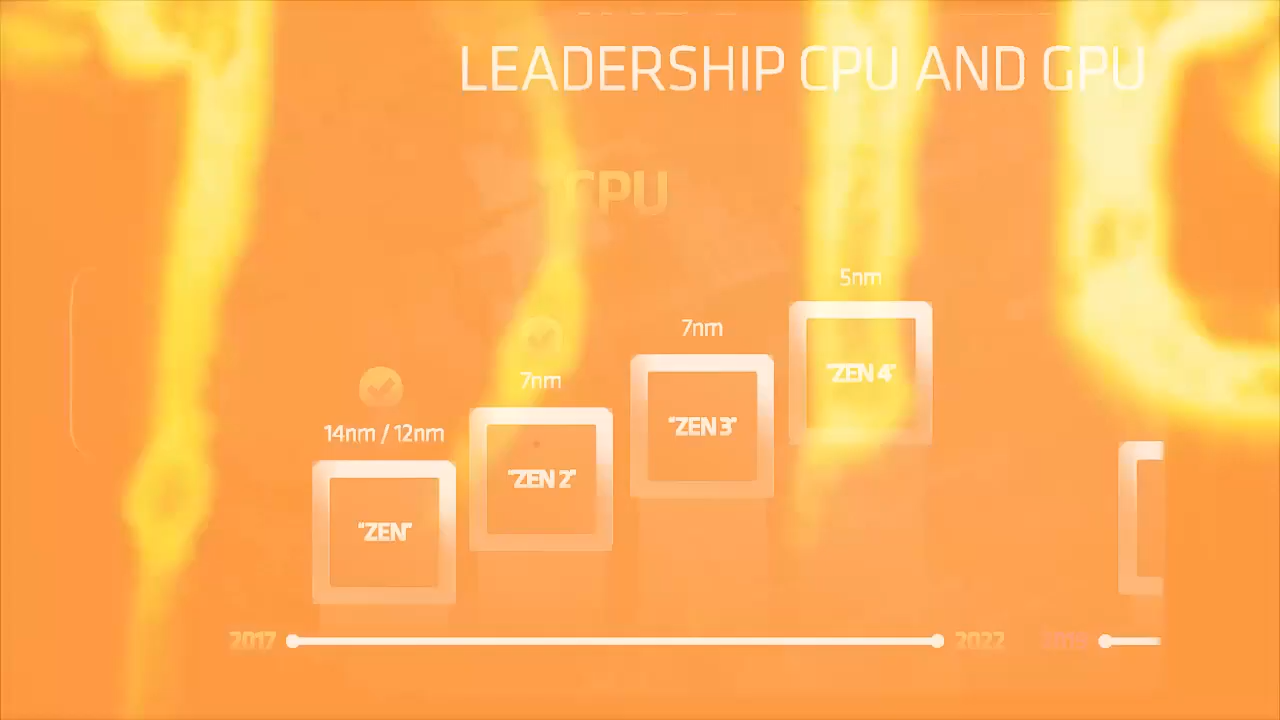 LEADERSHIP CPU AND GPU
CPU
5nm
7nm
"ZEN 4"
7nm
"ZEN 3"
14nm / 12nm
"ZEN 2"
"ZEN"
2017
2022